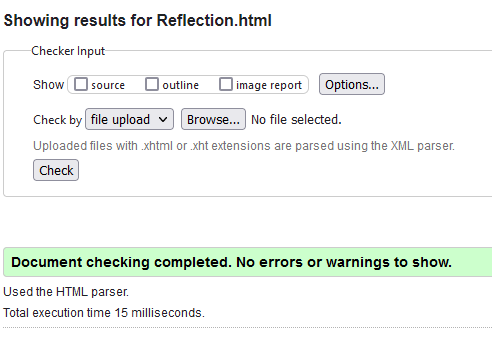 Showing results for Reflection.html
Checker Input
Show source outline image report Options...
Check by file upload Browse... No file selected.
Uploaded files with .xhtml or .xht extensions are parsed using the XML parser.
Check
Document checking completed. No errors or warnings to show.
Used the HTML parser.
Total execution time 15 milliseconds.